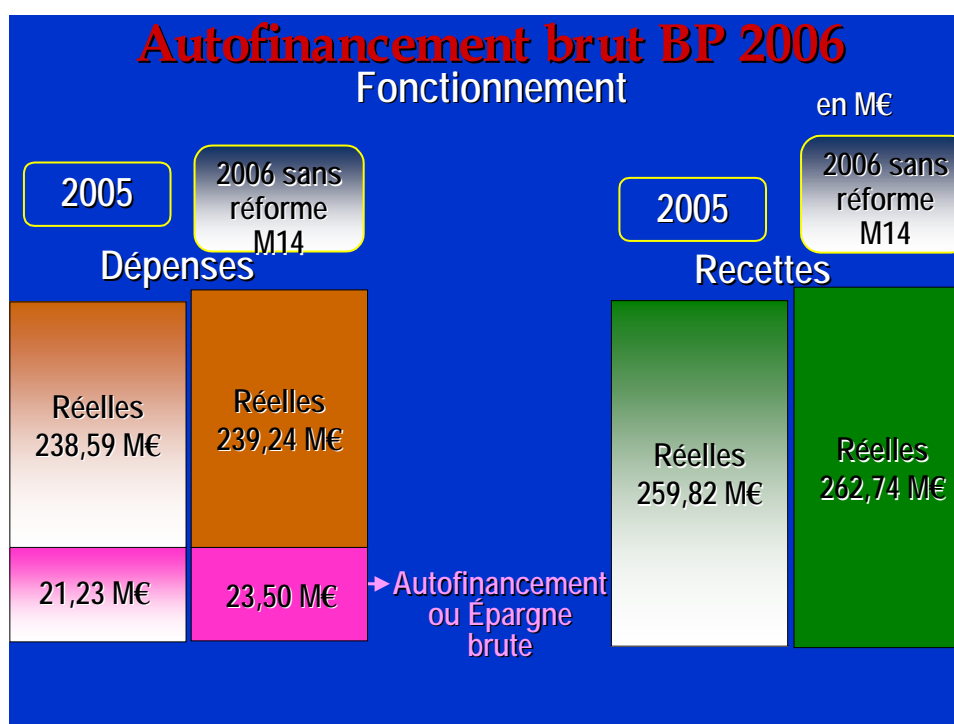 Autofinancement brut BP 2006
Fonctionnement
en M€
2005
2006 sans
réforme
M14
Dépenses
2005
2006 sans
réforme
M14
Recettes
Réelles
238,59 M€
Réelles
239,24 M€
21,23 M€
23,50 M€
Autofinancement
ou Épargne
brute
Réelles
259,82 M€
Réelles
262,74 M€